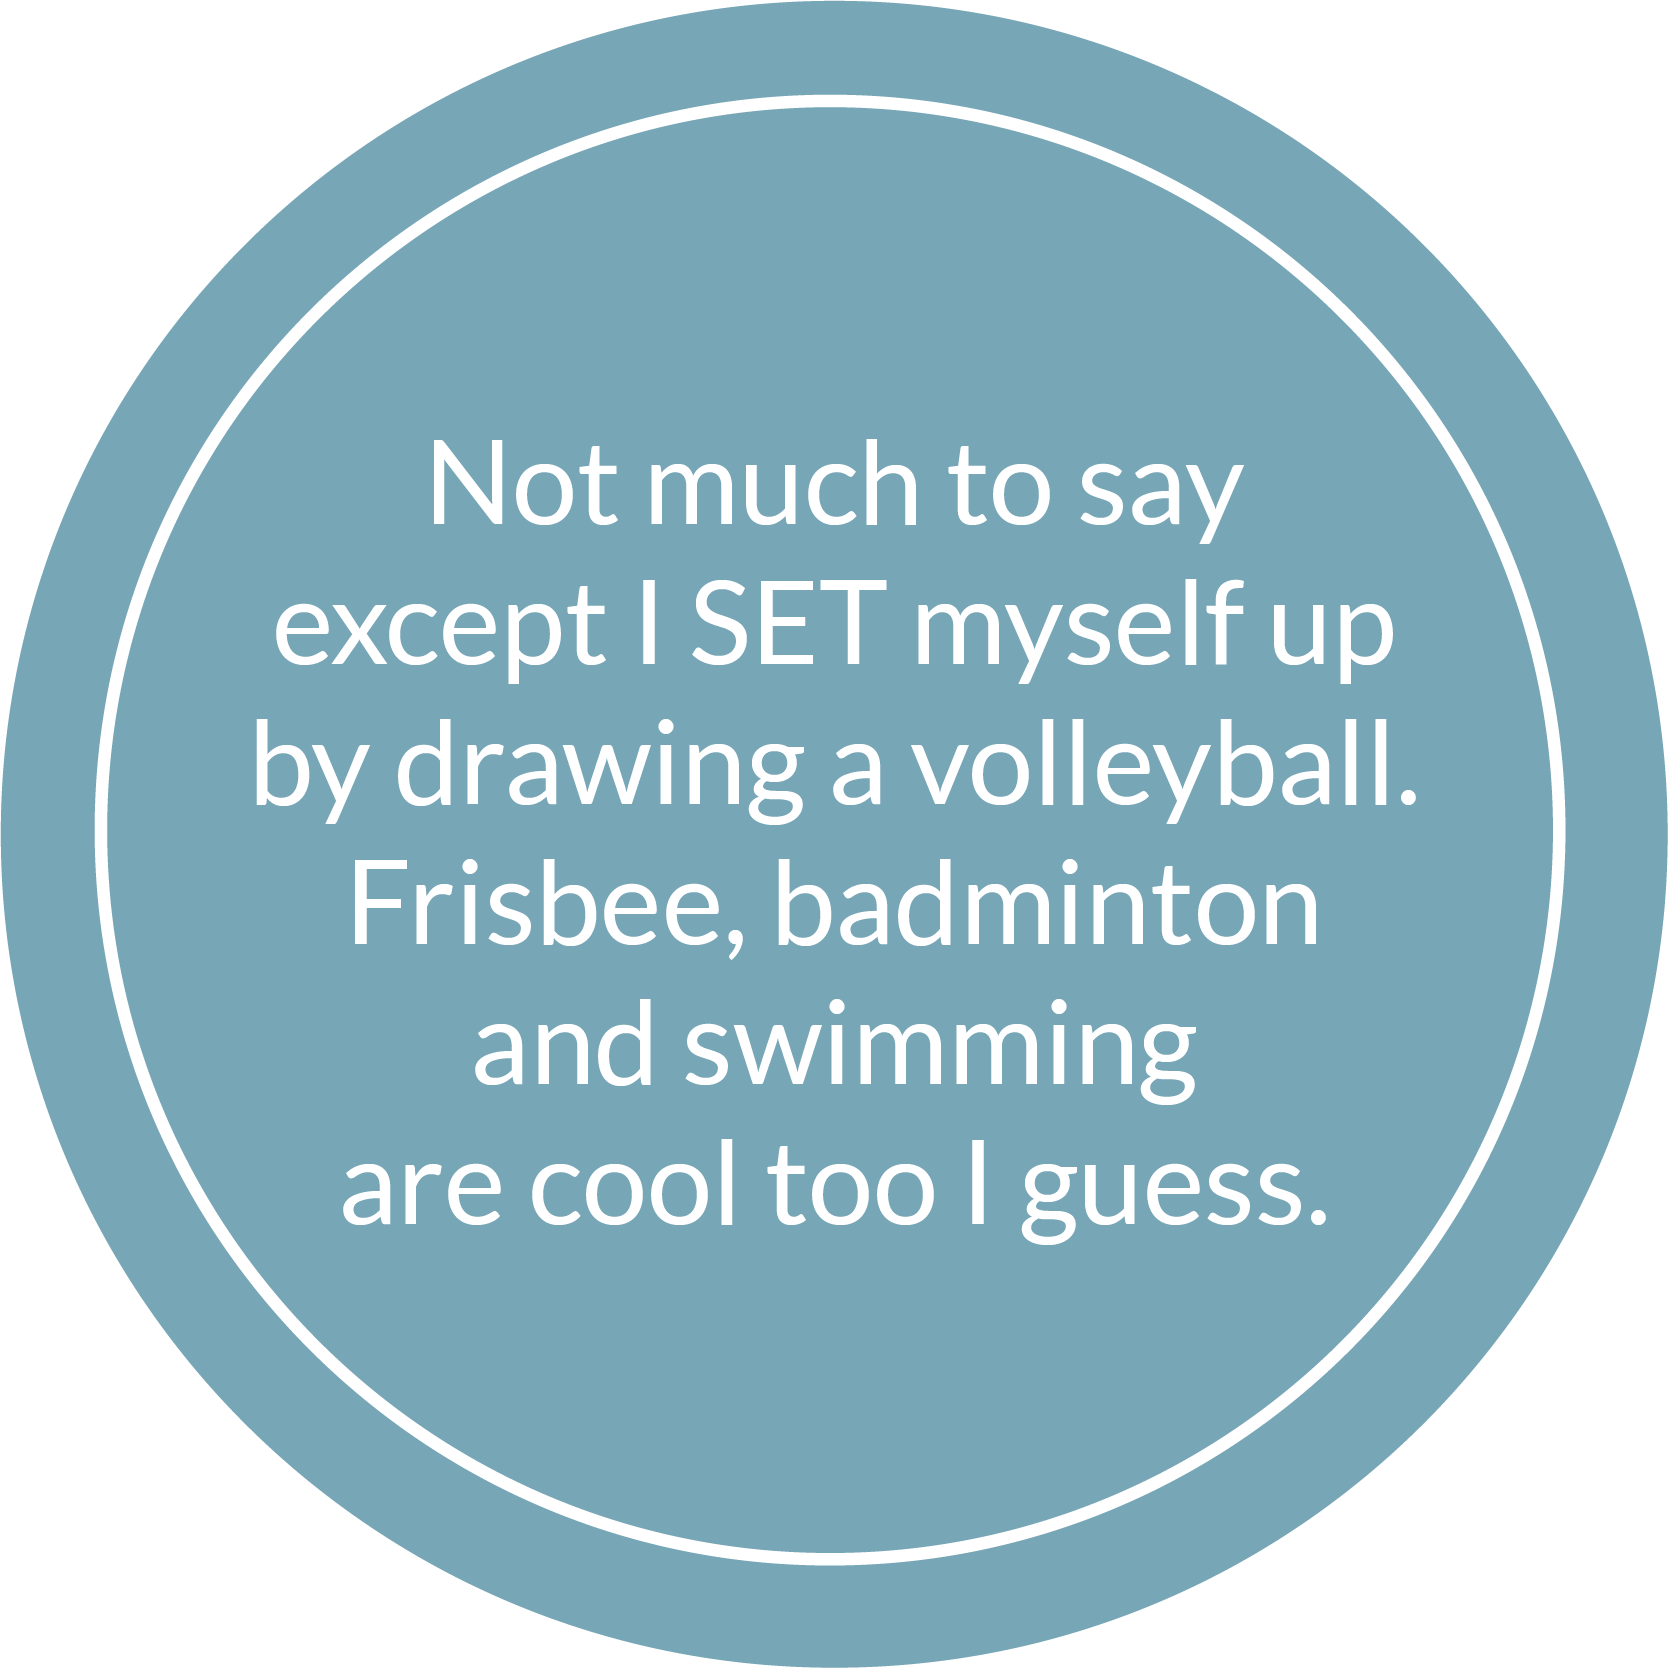 Not much to say
except I SET myself up
by drawing a volleyball.
Frisbee, badminton
and swimming
are cool too I guess.